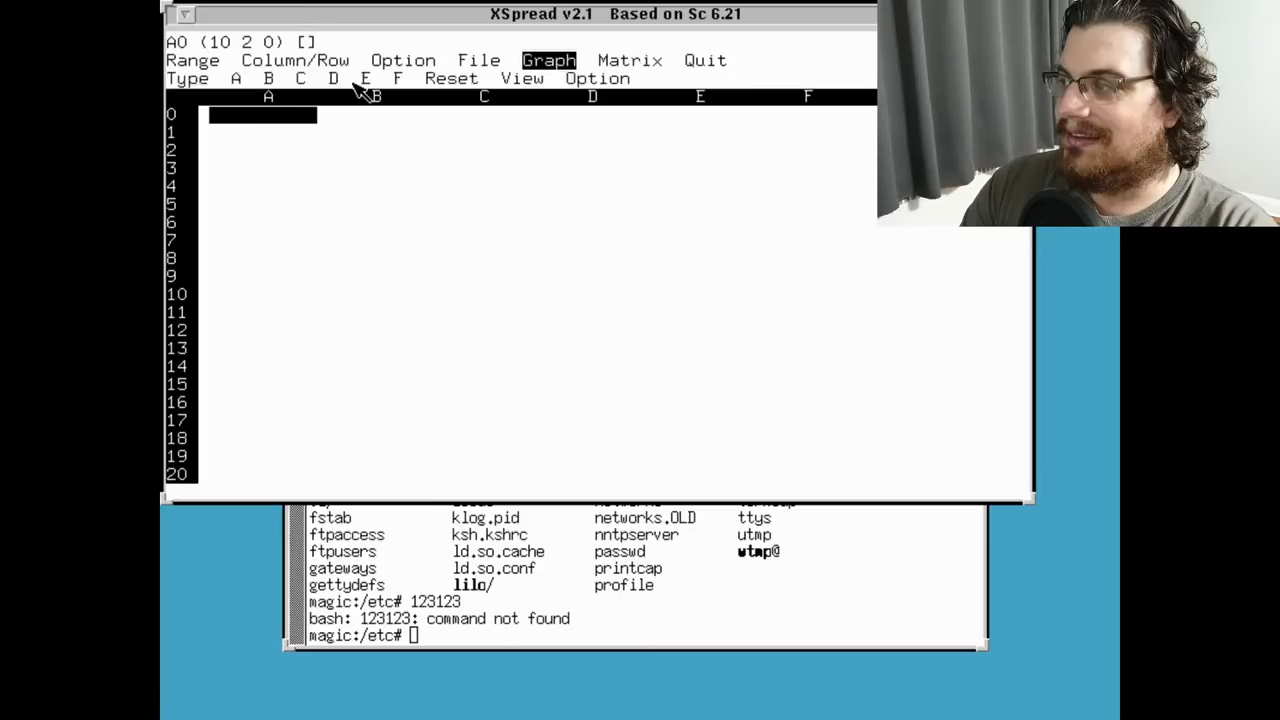 XSpread v2.1 Based on Sc 6.21
A0 (10 2 0) []
Range Column/Row Option File Graph Matrix Quit
Type A B C D E F Reset View Option
A B C D E F
0
1
2
3
4
5
6
7
8
9
10
11
12
13
14
15
16
17
18
19
20
fstab klog.pid networks.OLD ttys
ftpaccess ksh.kshrc nntpserver utmp
ftpusers ld.so.cache passwd wtmp@
gateways ld.so.conf printcap
gettydefs lilo/ profile
magic:/etc# 123123
bash: 123123: command not found
magic:/etc#